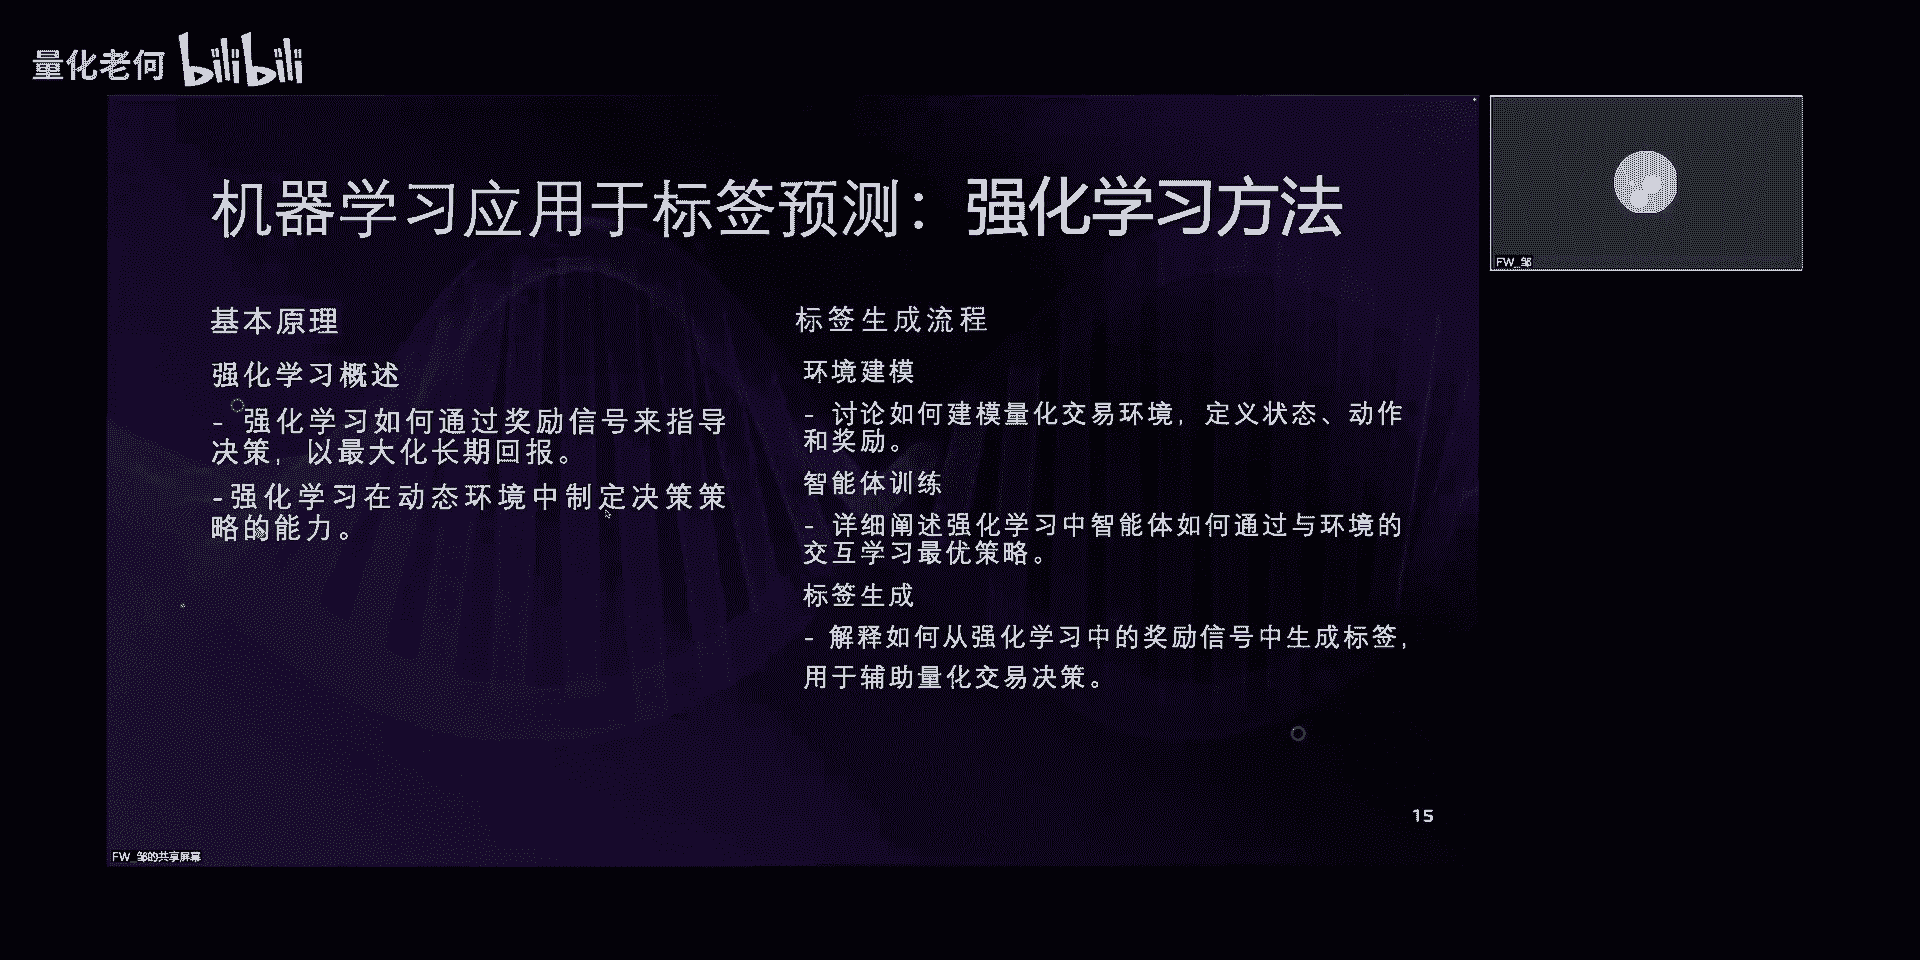 量化老何 bilibili
机器学习应用于标签预测：强化学习方法
基本原理
强化学习概述
- 强化学习如何通过奖励信号来指导
决策，以最大化长期回报。
-强化学习在动态环境中制定决策策
略的能力。
标签生成流程
环境建模
- 讨论如何建模量化交易环境，定义状态、动作
和奖励。
智能体训练
- 详细阐述强化学习中智能体如何通过与环境的
交互学习最优策略。
标签生成
- 解释如何从强化学习中的奖励信号中生成标签，
用于辅助量化交易决策。
15
FW_邹的共享屏幕
FW_邹